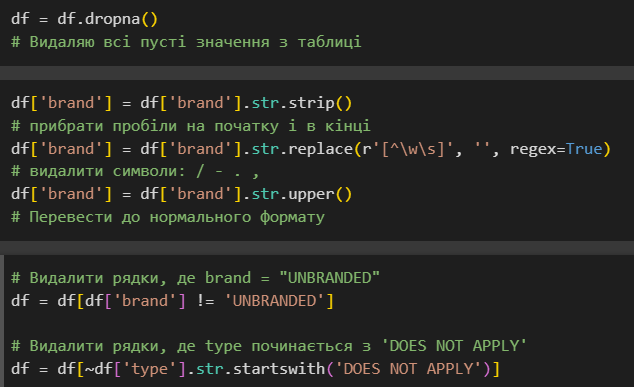 df = df.dropna()
# Видаляю всі пусті значення з таблиці
df['brand'] = df['brand'].str.strip()
# прибрати пробіли на початку і в кінці
df['brand'] = df['brand'].str.replace(r'[^\w\s]', '', regex=True)
# видалити символи: / - . ,
df['brand'] = df['brand'].str.upper()
# Перевести до нормального формату
# Видалити рядки, де brand = "UNBRANDED"
df = df[df['brand'] != 'UNBRANDED']
# Видалити рядки, де type починається з 'DOES NOT APPLY'
df = df[~df['type'].str.startswith('DOES NOT APPLY')]